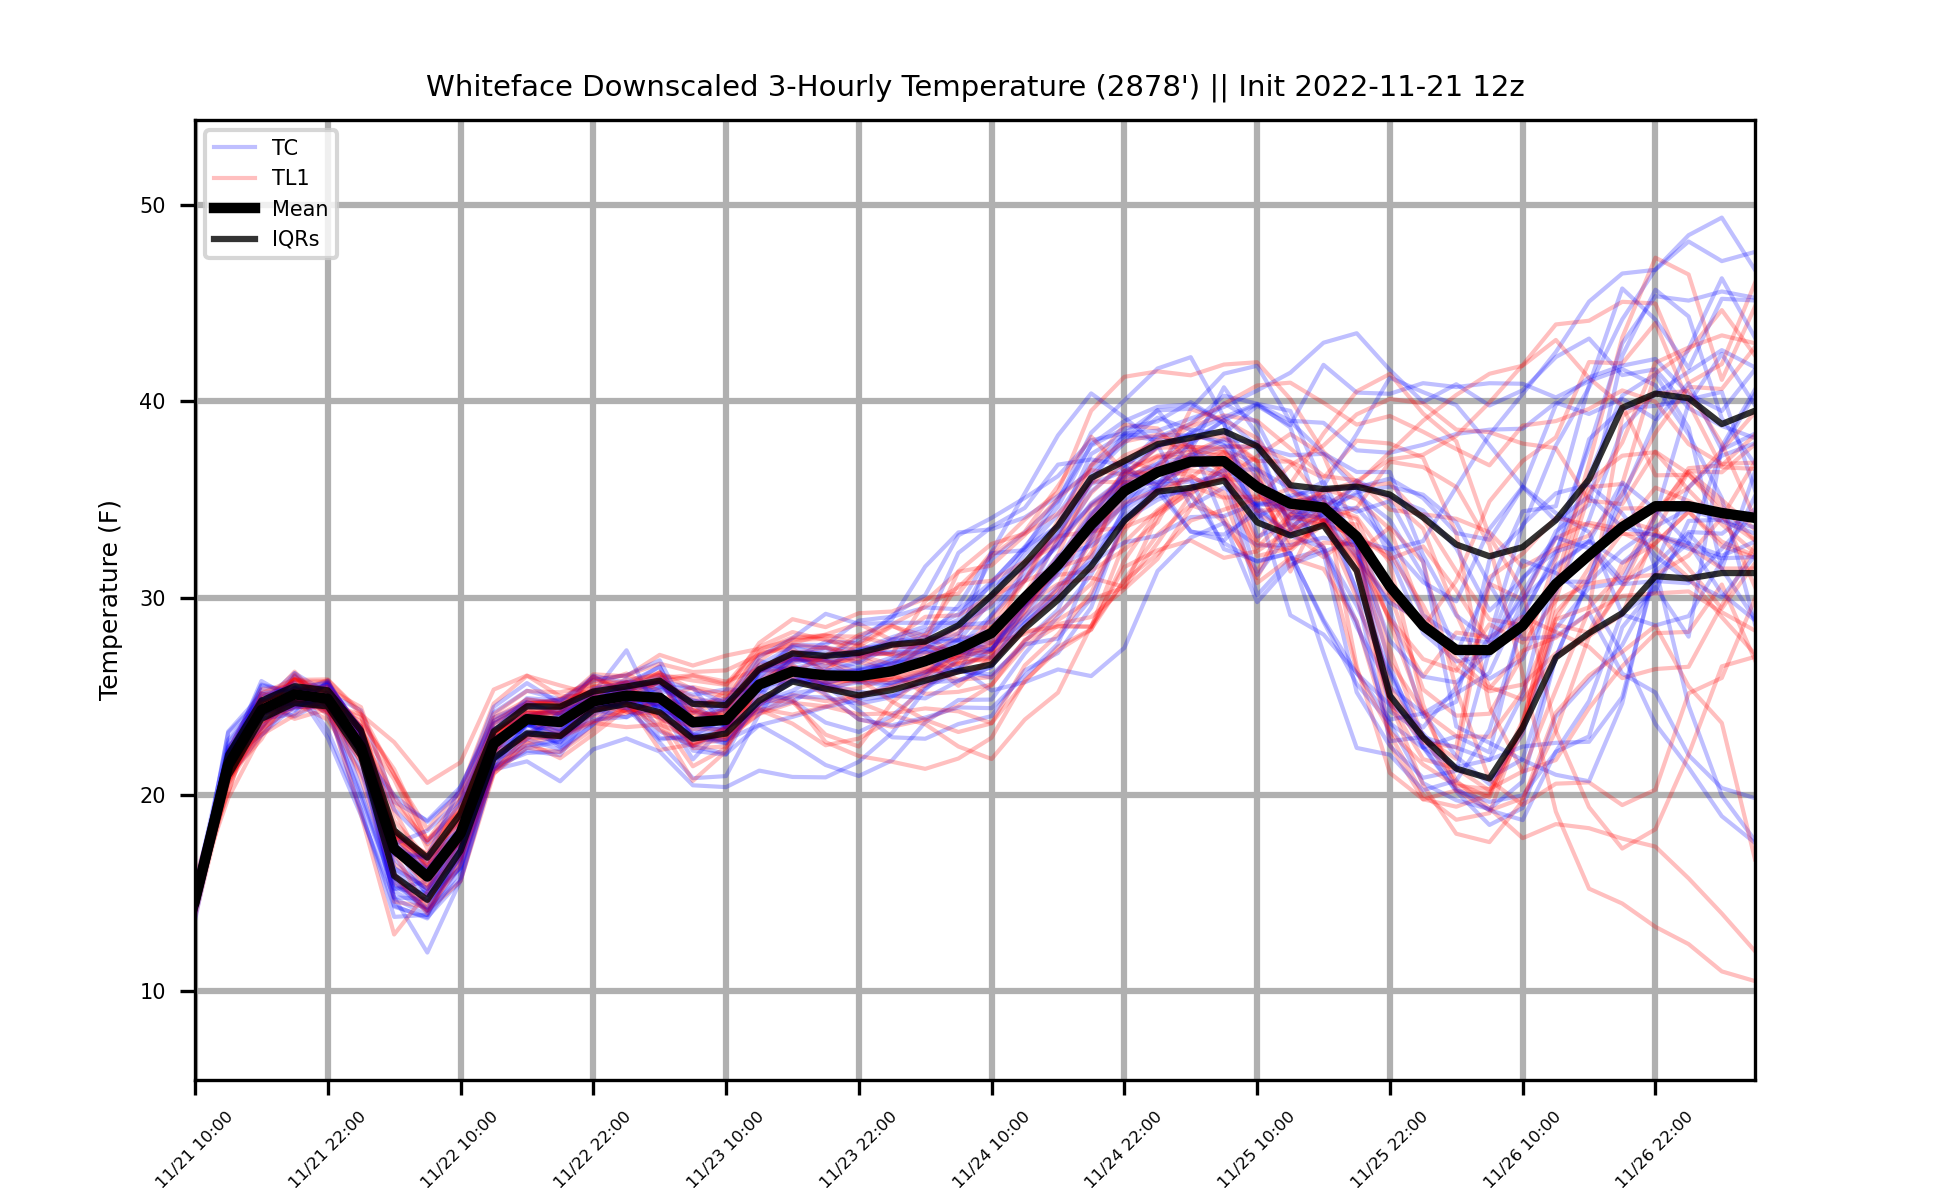 Whiteface Downscaled 3-Hourly Temperature (2878') || Init 2022-11-21 12z
TC
TL1
Mean
IQRs
Temperature (F)
50
40
30
20
10
11/21 10:00
11/21 22:00
11/22 10:00
11/22 22:00
11/23 10:00
11/23 22:00
11/24 10:00
11/24 22:00
11/25 10:00
11/25 22:00
11/26 10:00
11/26 22:00